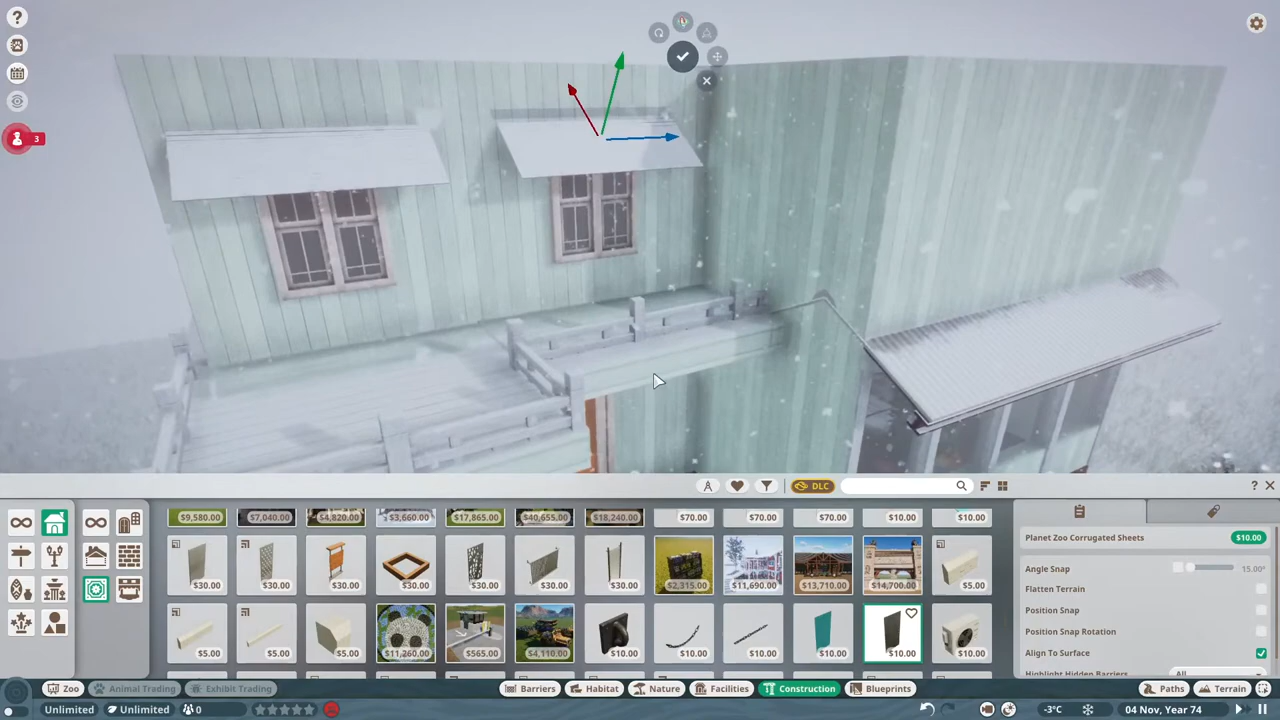 ?
3
DLC
? ×
$9,580.00 $7,040.00 $4,820.00 $3,660.00 $17,865.00 $40,655.00 $18,240.00 $70.00 $70.00 $70.00 $10.00 $10.00
$30.00 $30.00 $30.00 $30.00 $30.00 $30.00 $30.00 $2,315.00 $11,690.00 $13,710.00 $14,700.00 $5.00
$5.00 $5.00 $5.00 $11,260.00 $565.00 $4,110.00 $10.00 $10.00 $10.00 $10.00 $10.00 $10.00
Planet Zoo Corrugated Sheets $10.00
Angle Snap 15.00°
Flatten Terrain
Position Snap
Position Snap Rotation
Align To Surface
Highlight Hidden Barriers All
Zoo Animal Trading Exhibit Trading Barriers Habitat Nature Facilities Construction Blueprints Paths Terrain
Unlimited Unlimited 0 -3°C 04 Nov, Year 74